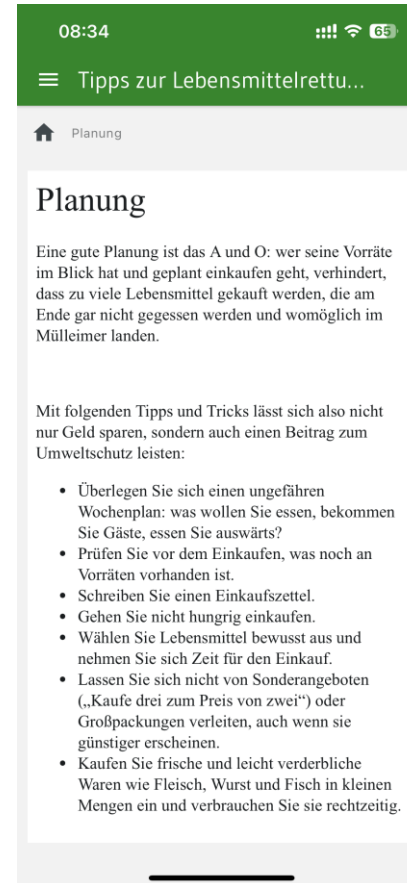 08:34
65
Tipps zur Lebensmittelrettu...
Planung
Planung
Eine gute Planung ist das A und O: wer seine Vorräte
im Blick hat und geplant einkaufen geht, verhindert,
dass zu viele Lebensmittel gekauft werden, die am
Ende gar nicht gegessen werden und womöglich im
Mülleimer landen.
Mit folgenden Tipps und Tricks lässt sich also nicht
nur Geld sparen, sondern auch einen Beitrag zum
Umweltschutz leisten:
• Überlegen Sie sich einen ungefähren
Wochenplan: was wollen Sie essen, bekommen
Sie Gäste, essen Sie auswärts?
• Prüfen Sie vor dem Einkaufen, was noch an
Vorräten vorhanden ist.
• Schreiben Sie einen Einkaufszettel.
• Gehen Sie nicht hungrig einkaufen.
• Wählen Sie Lebensmittel bewusst aus und
nehmen Sie sich Zeit für den Einkauf.
• Lassen Sie sich nicht von Sonderangeboten
(„Kaufe drei zum Preis von zwei“) oder
Großpackungen verleiten, auch wenn sie
günstiger erscheinen.
• Kaufen Sie frische und leicht verderbliche
Waren wie Fleisch, Wurst und Fisch in kleinen
Mengen ein und verbrauchen Sie sie rechtzeitig.